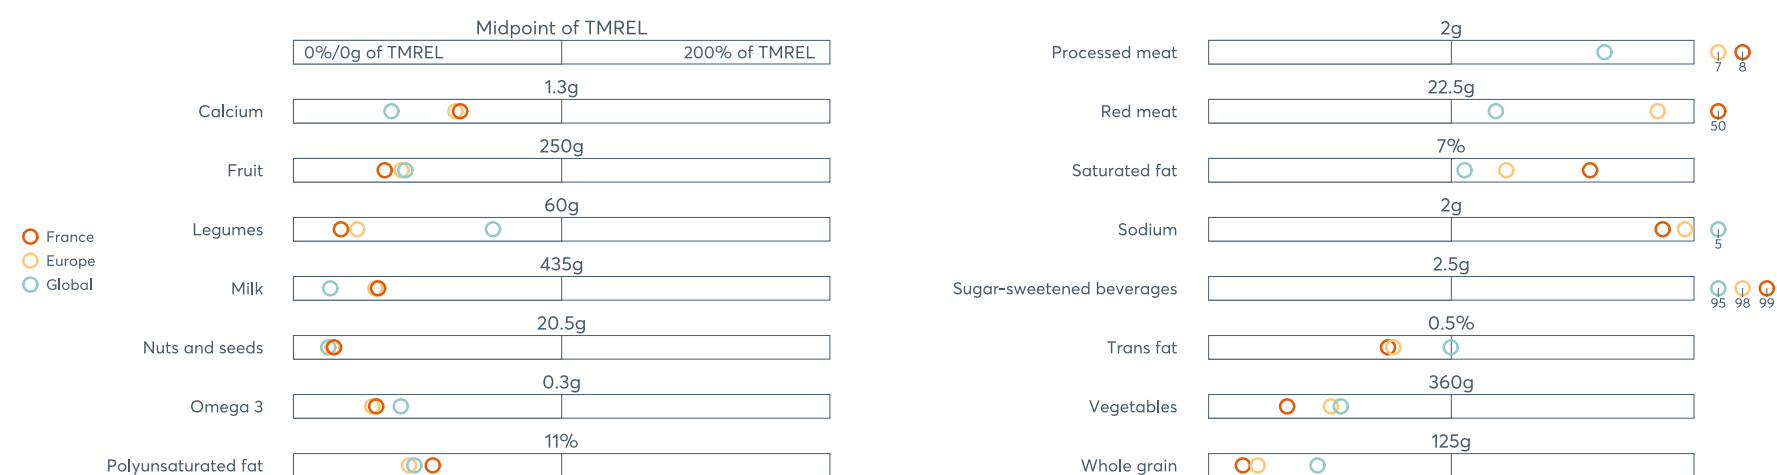 Midpoint of TMREL
0%/0g of TMREL 200% of TMREL
1.3g
Calcium
250g
Fruit
60g
Legumes
435g
Milk
20.5g
Nuts and seeds
0.3g
Omega 3
11%
Polyunsaturated fat
France
Europe
Global
2g
Processed meat
7 8
22.5g
Red meat
50
7%
Saturated fat
2g
Sodium
5
2.5g
Sugar-sweetened beverages
95 98 99
0.5%
Trans fat
360g
Vegetables
125g
Whole grain